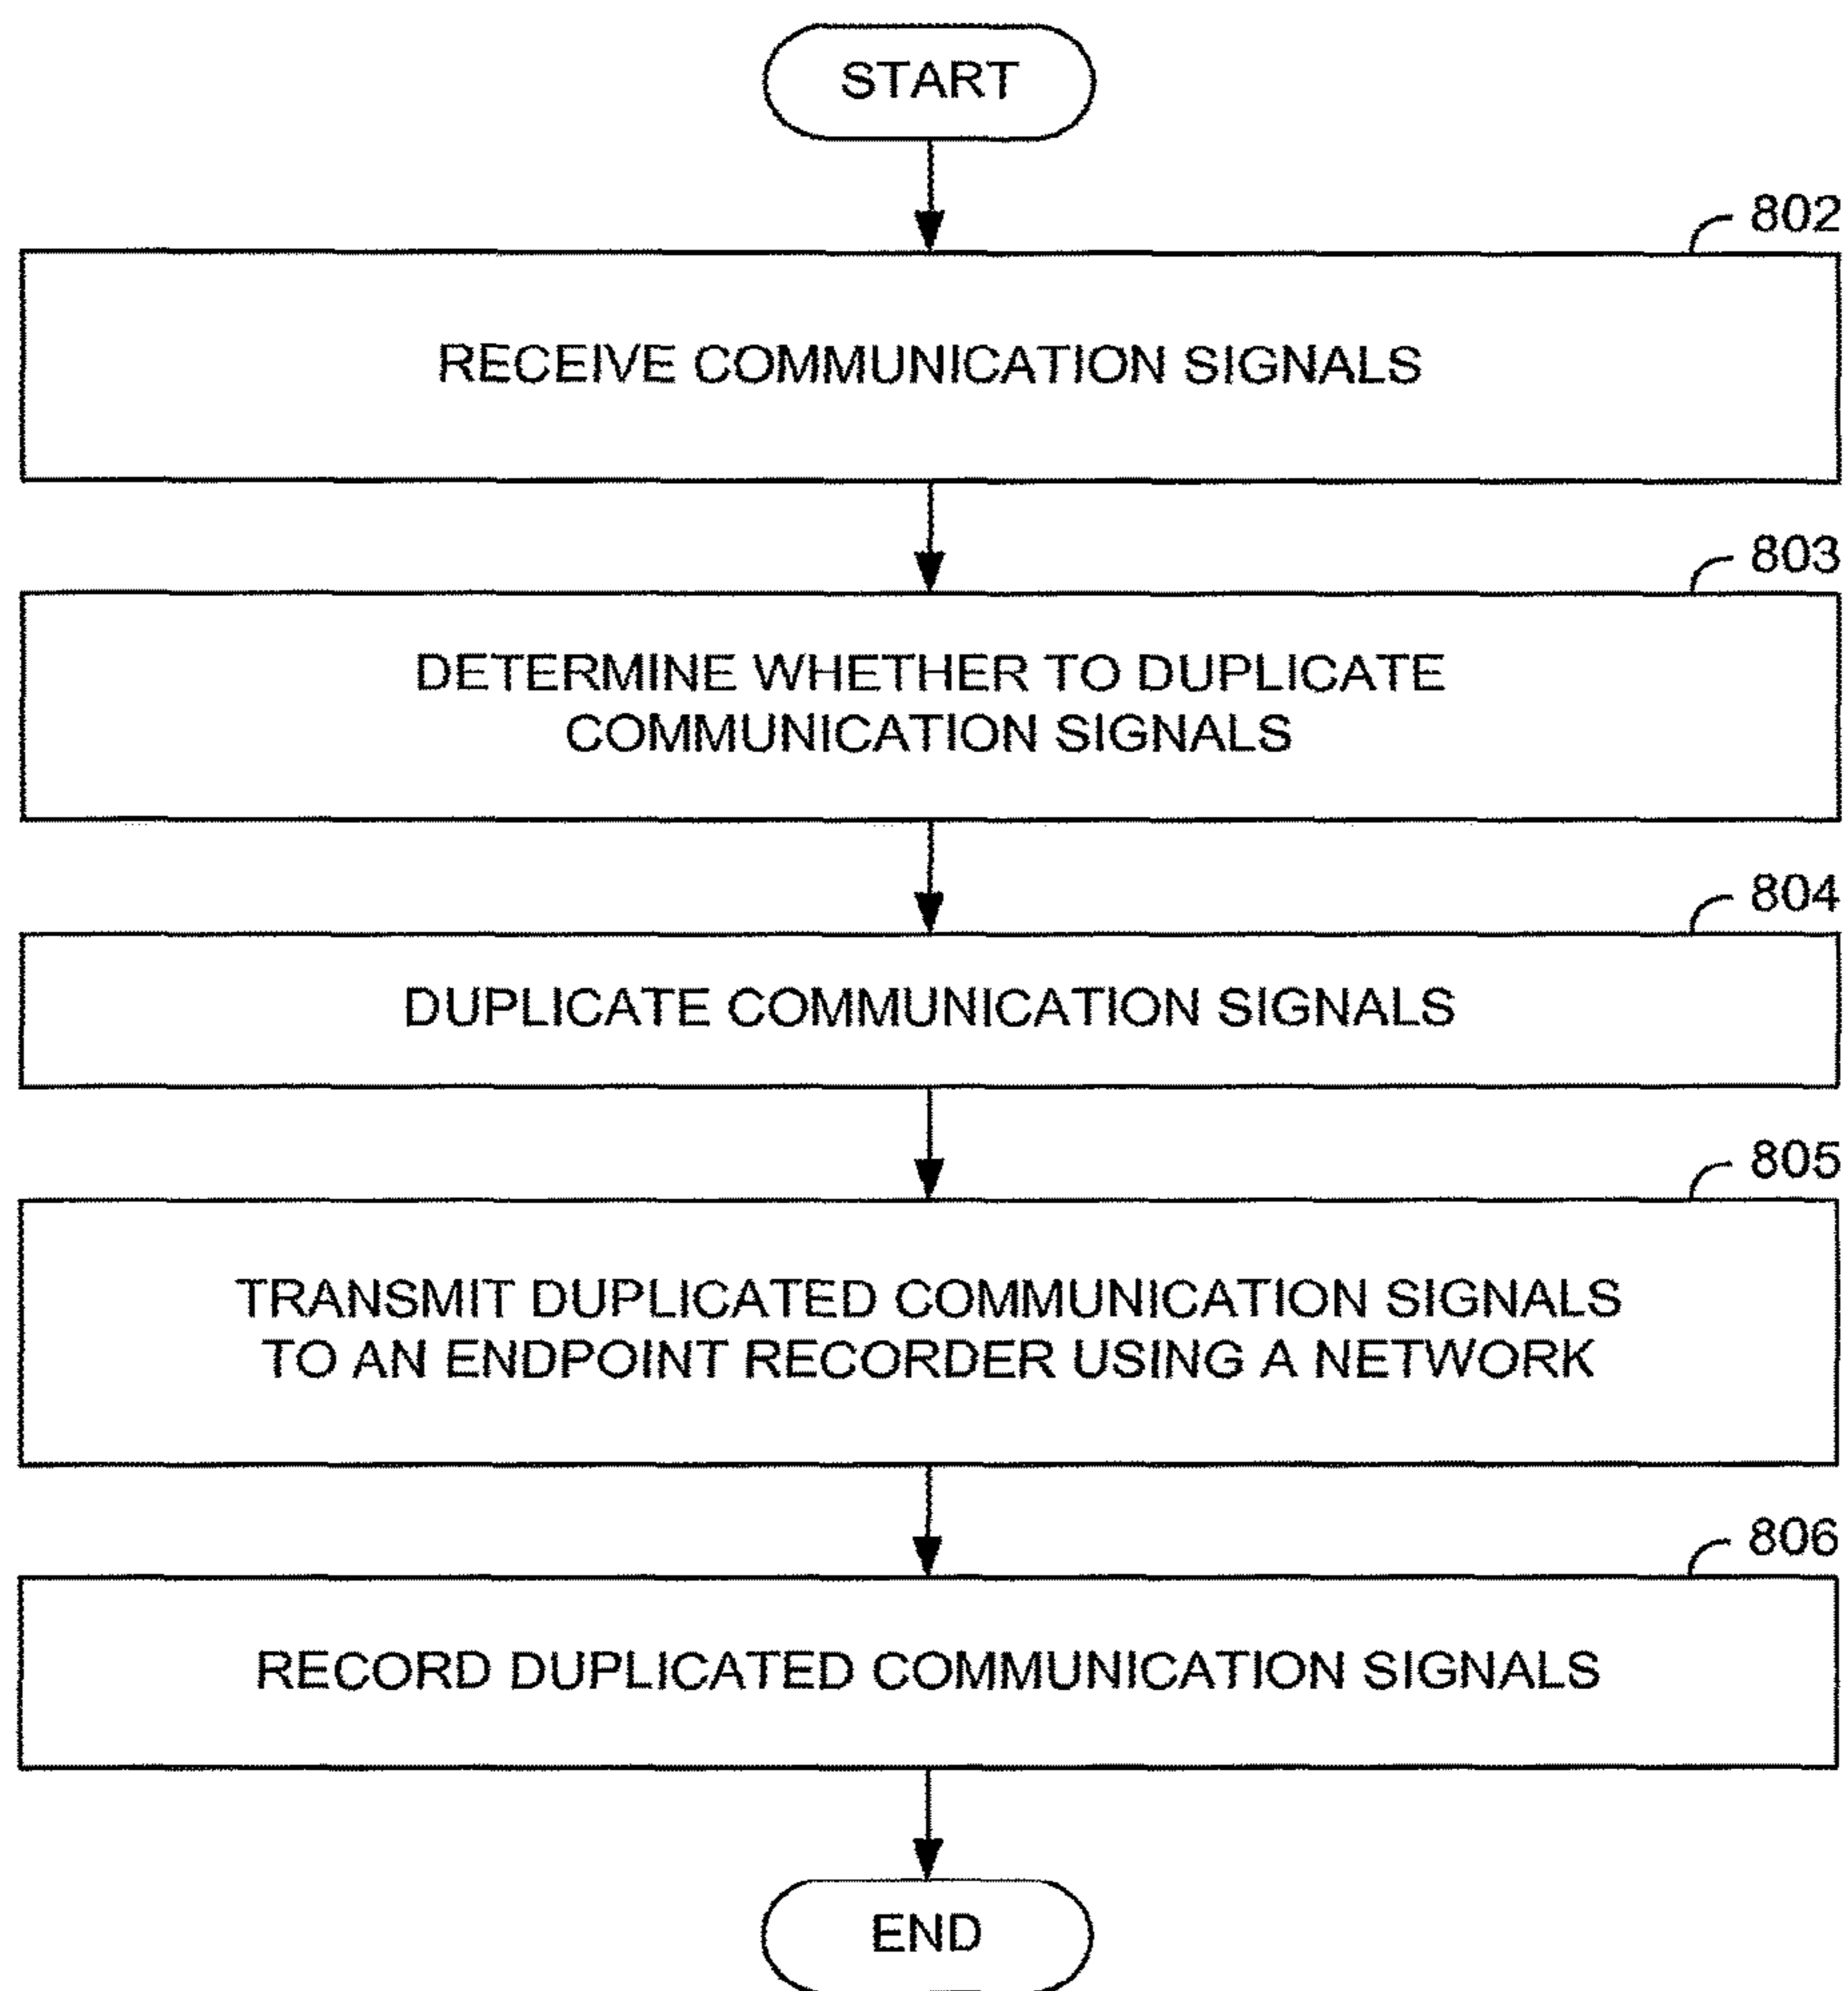 START
802
RECEIVE COMMUNICATION SIGNALS
803
DETERMINE WHETHER TO DUPLICATE
COMMUNICATION SIGNALS
804
DUPLICATE COMMUNICATION SIGNALS
805
TRANSMIT DUPLICATED COMMUNICATION SIGNALS
TO AN ENDPOINT RECORDER USING A NETWORK
806
RECORD DUPLICATED COMMUNICATION SIGNALS
END